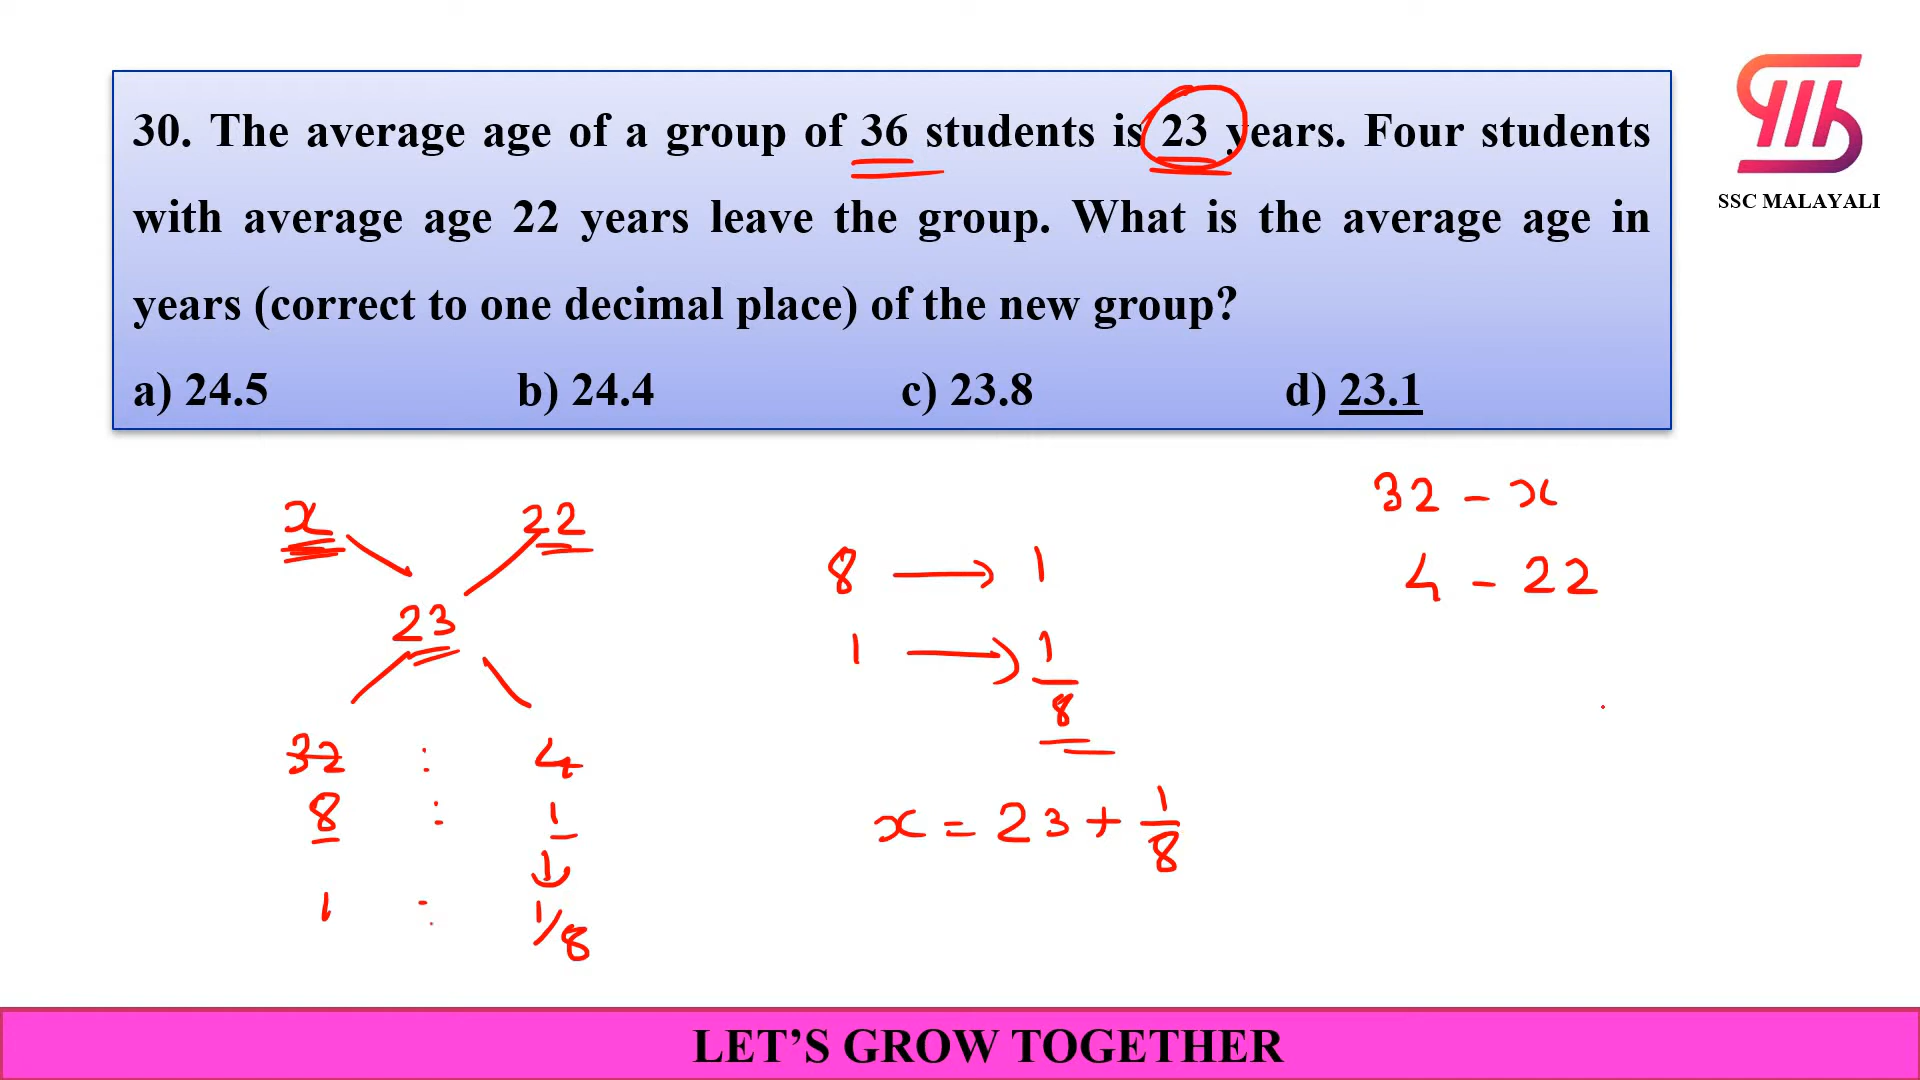 30. The average age of a group of 36 students is 23 years. Four students
with average age 22 years leave the group. What is the average age in
years (correct to one decimal place) of the new group?
a) 24.5 b) 24.4 c) 23.8 d) 23.1
SSC MALAYALI
x 22
23
32 : 4
8 : 1
1 : 1/8
8 → 1
1 → 1/8
x = 23 + 1/8
32 - x
4 - 22
LET'S GROW TOGETHER